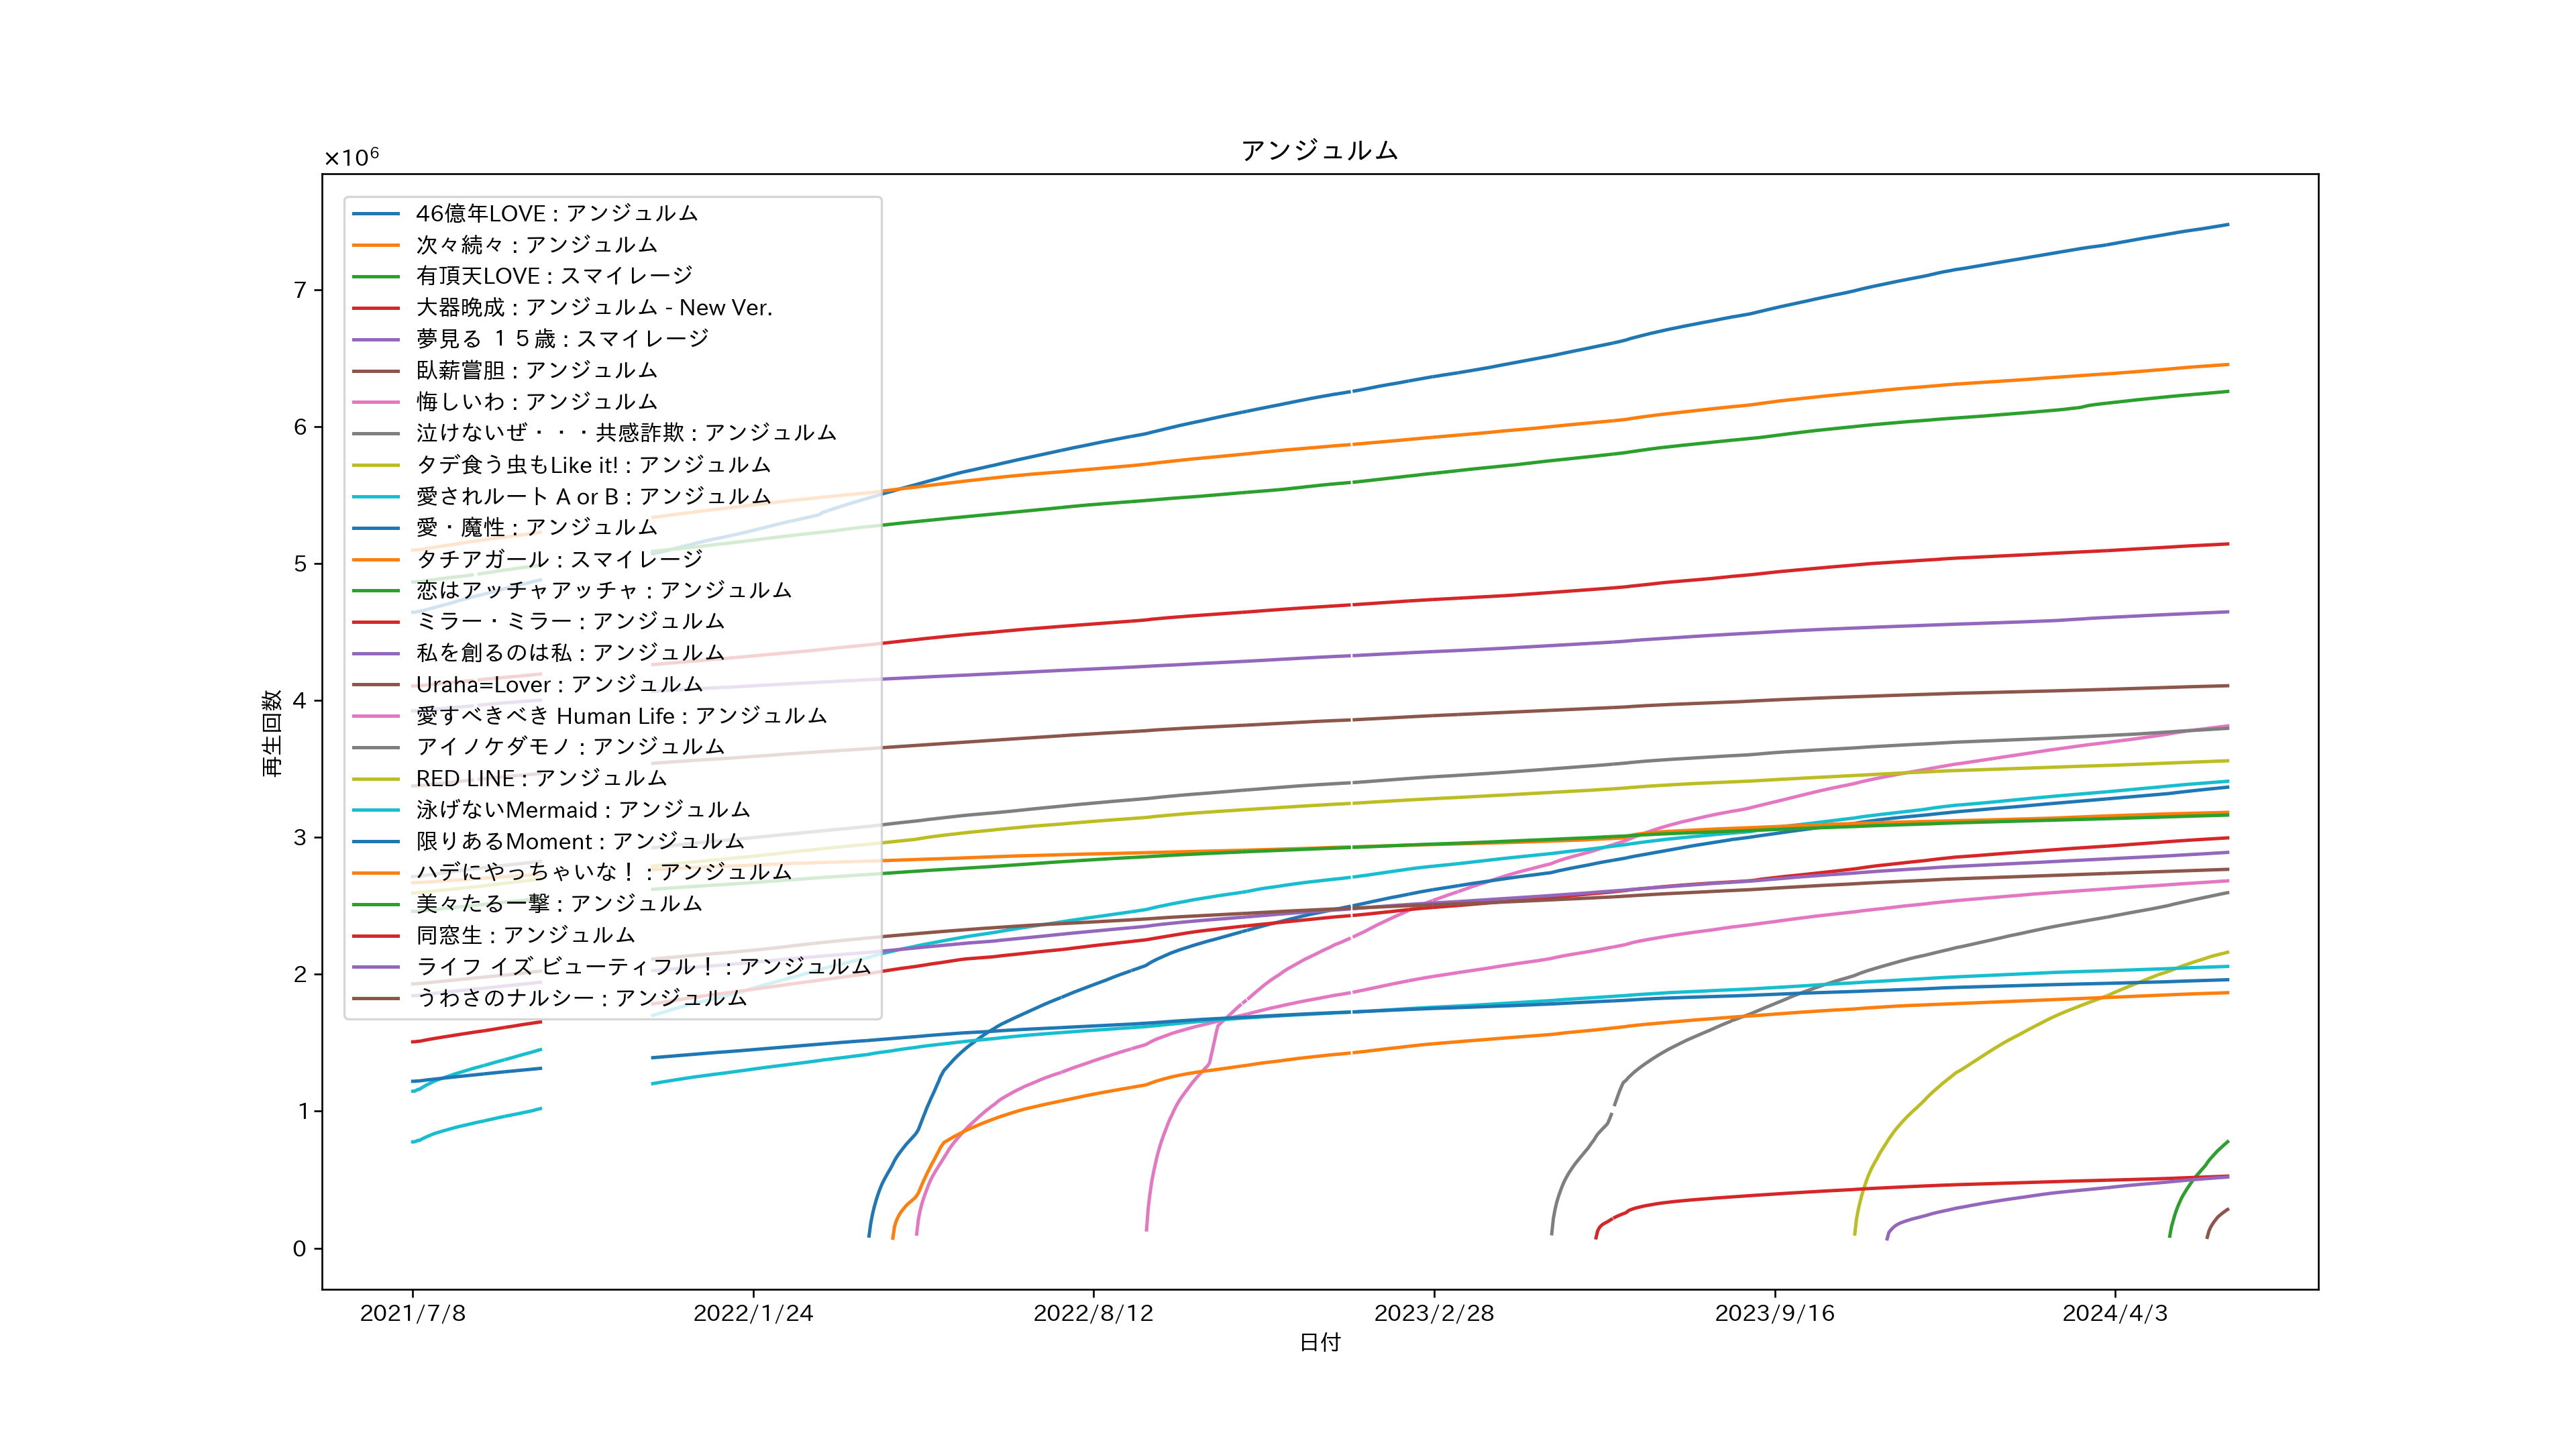 アンジュルム
×10⁶
46億年LOVE : アンジュルム
次々続々 : アンジュルム
有頂天LOVE : スマイレージ
大器晩成 : アンジュルム - New Ver.
夢見る １５歳 : スマイレージ
臥薪嘗胆 : アンジュルム
悔しいわ : アンジュルム
泣けないぜ・・・共感詐欺 : アンジュルム
タデ食う虫もLike it! : アンジュルム
愛されルート A or B : アンジュルム
愛・魔性 : アンジュルム
タチアガール : スマイレージ
恋はアッチャアッチャ : アンジュルム
ミラー・ミラー : アンジュルム
私を創るのは私 : アンジュルム
Uraha=Lover : アンジュルム
愛すべきべき Human Life : アンジュルム
アイノケダモノ : アンジュルム
RED LINE : アンジュルム
泳げないMermaid : アンジュルム
限りあるMoment : アンジュルム
ハデにやっちゃいな！ : アンジュルム
美々たる一撃 : アンジュルム
同窓生 : アンジュルム
ライフ イズ ビューティフル！ : アンジュルム
うわさのナルシー : アンジュルム
7
6
5
4
3
2
1
0
再生回数
2021/7/8
2022/1/24
2022/8/12
2023/2/28
2023/9/16
2024/4/3
日付